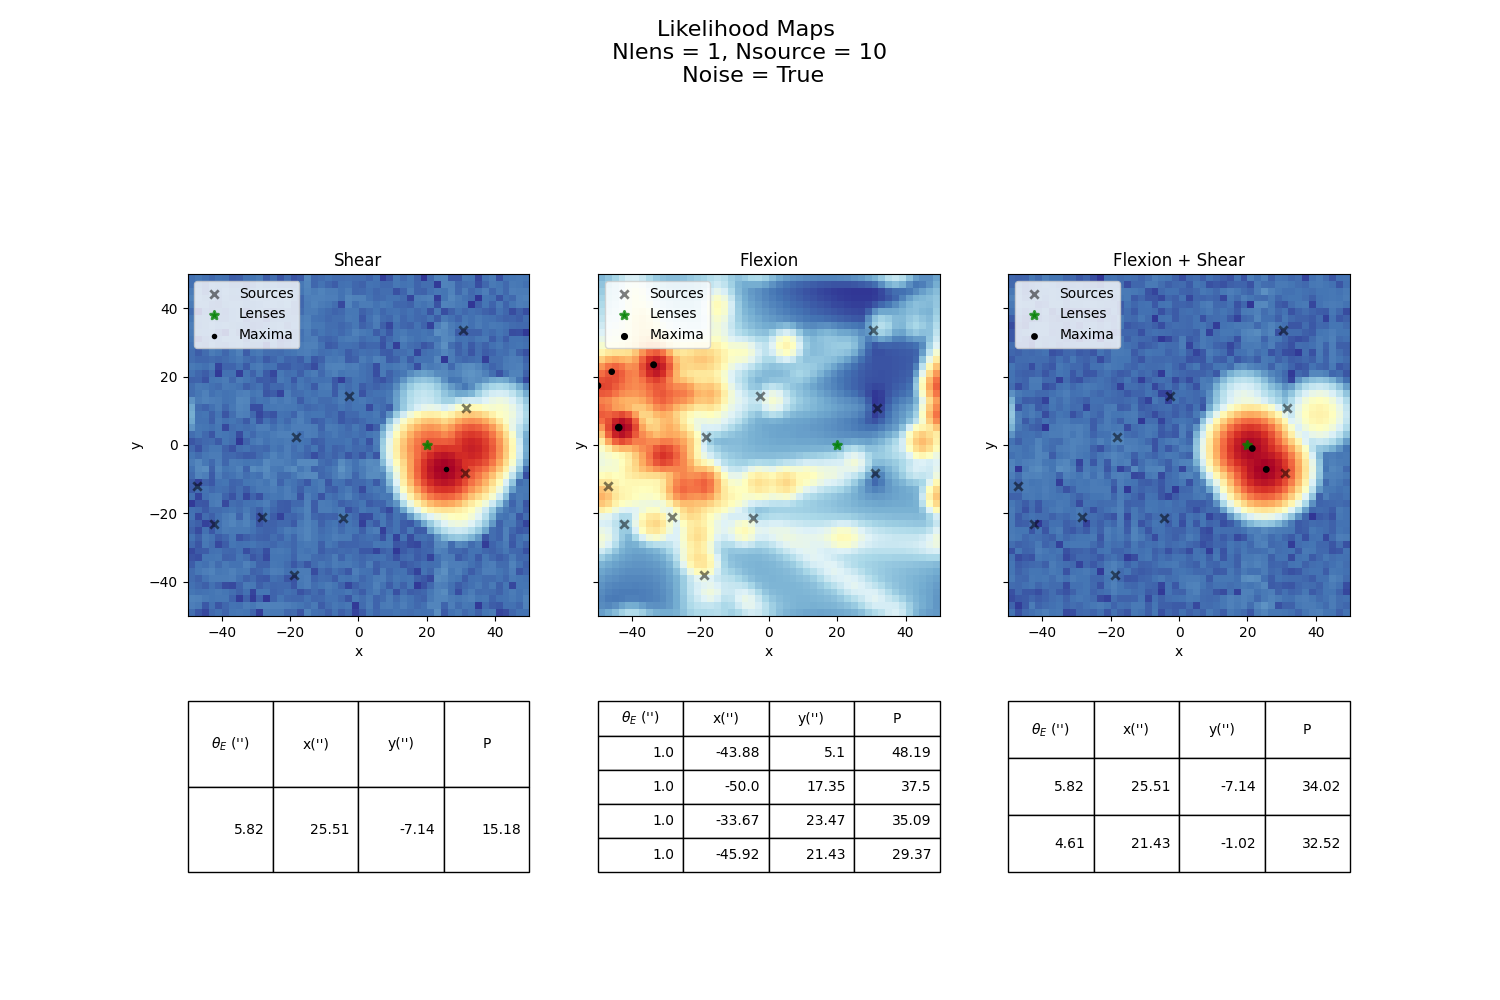 Likelihood Maps
Nlens = 1, Nsource = 10
Noise = True
Shear
Sources
Lenses
Maxima
40
20
0
−20
−40
y
−40 −20 0 20 40
x
Flexion
Sources
Lenses
Maxima
y
−40 −20 0 20 40
x
Flexion + Shear
Sources
Lenses
Maxima
y
−40 −20 0 20 40
x
θE ('') x('') y('') P
5.82 25.51 -7.14 15.18
θE ('') x('') y('') P
1.0 -43.88 5.1 48.19
1.0 -50.0 17.35 37.5
1.0 -33.67 23.47 35.09
1.0 -45.92 21.43 29.37
θE ('') x('') y('') P
5.82 25.51 -7.14 34.02
4.61 21.43 -1.02 32.52